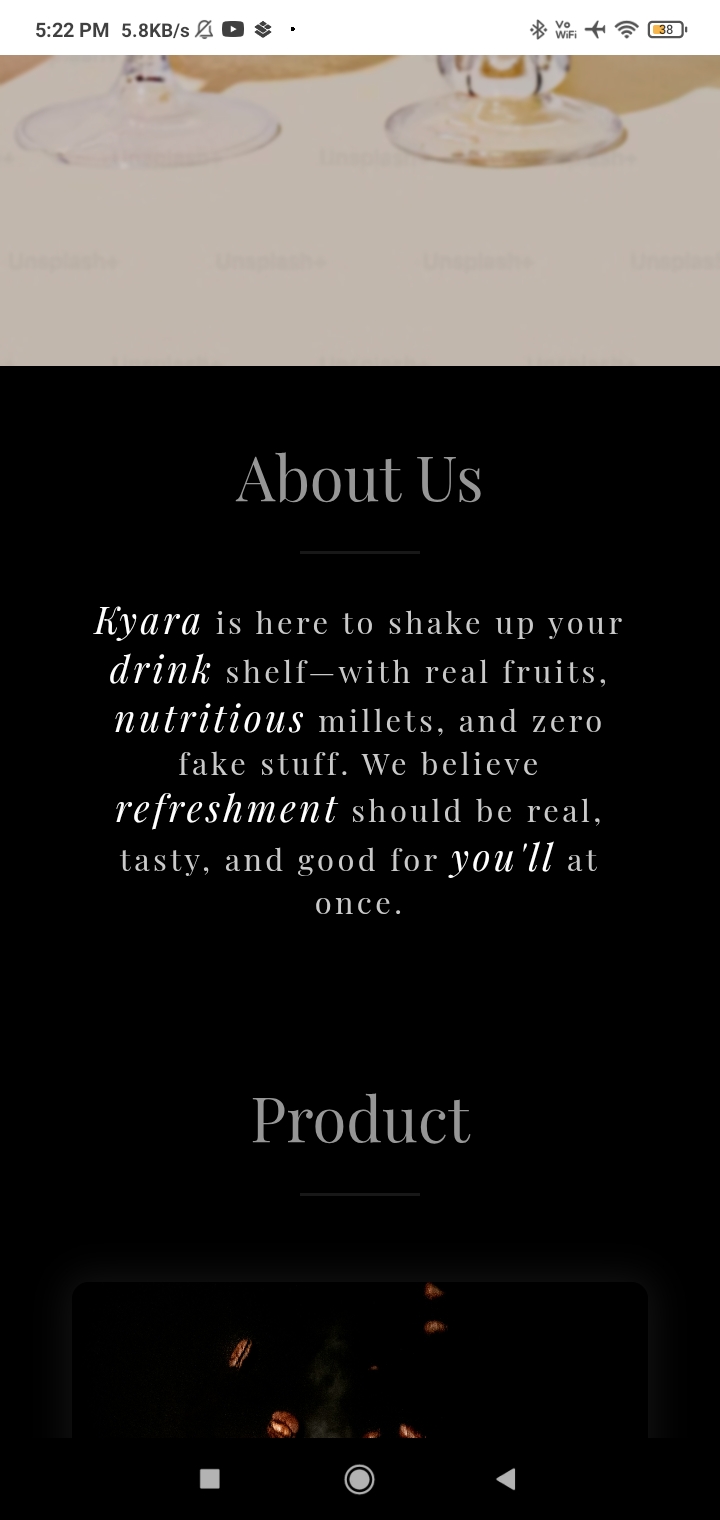 5:22 PM 5.8KB/s Vo WiFi 38
Unsplash+ Unsplash+
Unsplash+ Unsplash+ Unsplash+
About Us
Kyara is here to shake up your
drink shelf—with real fruits,
nutritious millets, and zero
fake stuff. We believe
refreshment should be real,
tasty, and good for you'll at
once.
Product